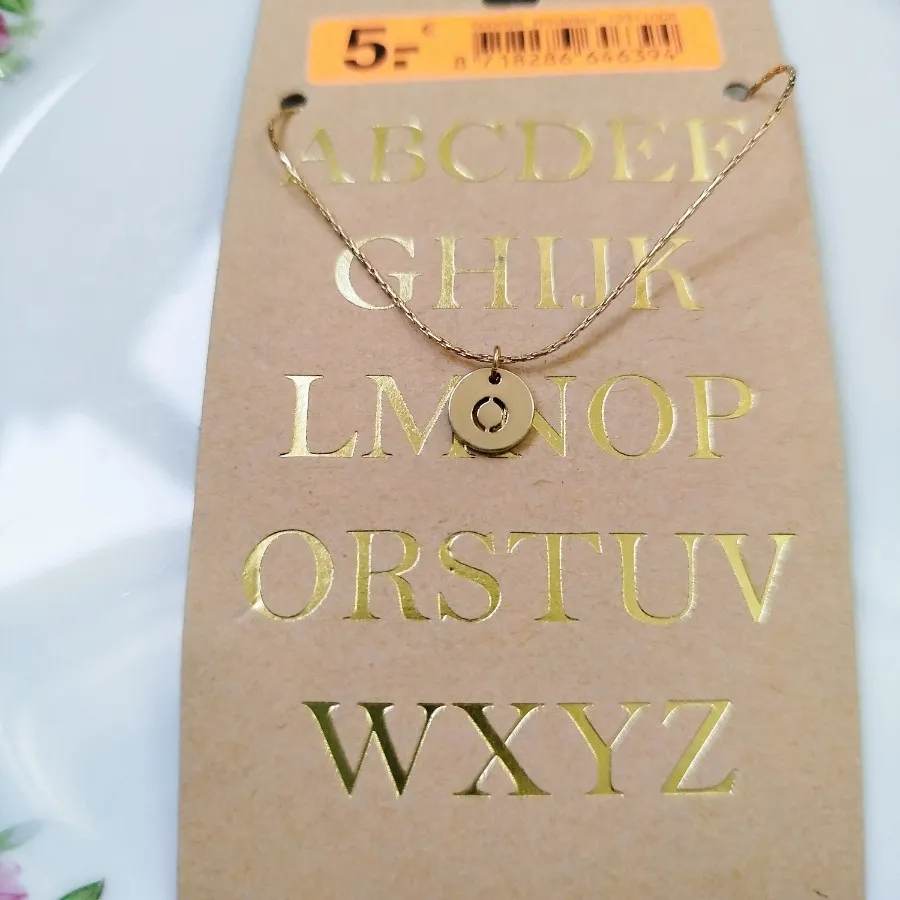 5.- €
8 718286 646394
ABCDEF
GHIJK
LMNOP
ORSTUV
WXYZ
O